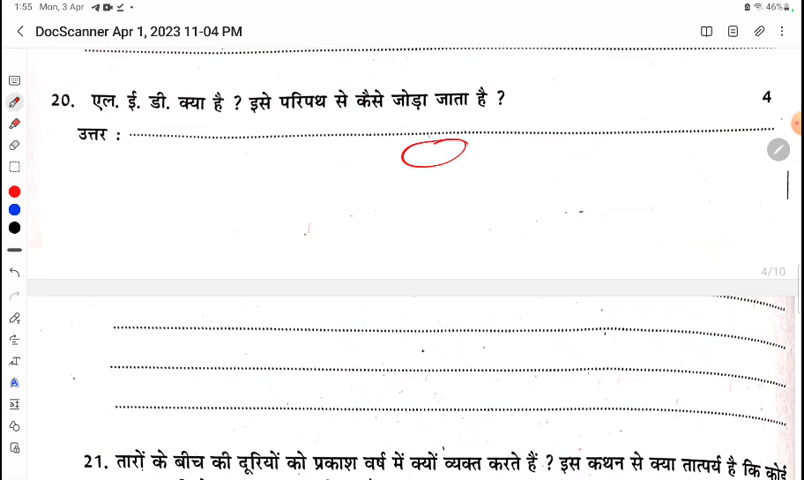 1:55 Mon, 3 Apr
46%
DocScanner Apr 1, 2023 11-04 PM
20. एल. ई. डी. क्या है ? इसे परिपथ से कैसे जोड़ा जाता है ? 4
उत्तर :
4/10
21. तारों के बीच की दूरियों को प्रकाश वर्ष में क्यों व्यक्त करते हैं ? इस कथन से क्या तात्पर्य है कि कोई